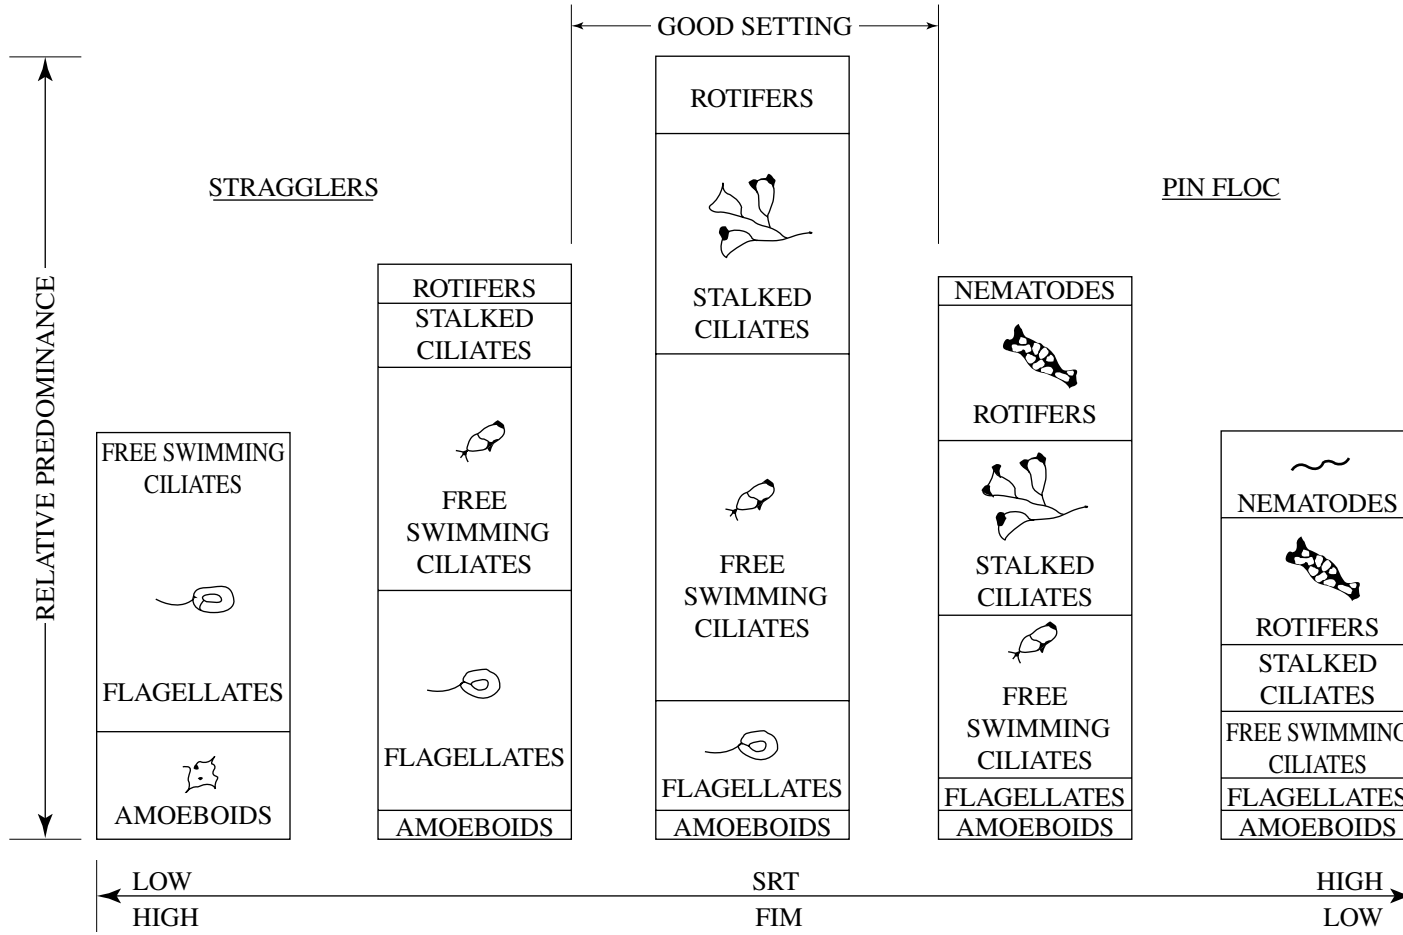 GOOD SETTING
STRAGGLERS
PIN FLOC
RELATIVE PREDOMINANCE
FREE SWIMMING
CILIATES
FLAGELLATES
AMOEBOIDS
ROTIFERS
STALKED
CILIATES
FREE
SWIMMING
CILIATES
FLAGELLATES
AMOEBOIDS
ROTIFERS
STALKED
CILIATES
FREE
SWIMMING
CILIATES
FLAGELLATES
AMOEBOIDS
NEMATODES
ROTIFERS
STALKED
CILIATES
FREE
SWIMMING
CILIATES
FLAGELLATES
AMOEBOIDS
NEMATODES
ROTIFERS
STALKED
CILIATES
FREE SWIMMING
CILIATES
FLAGELLATES
AMOEBOIDS
LOW SRT HIGH
HIGH FIM LOW